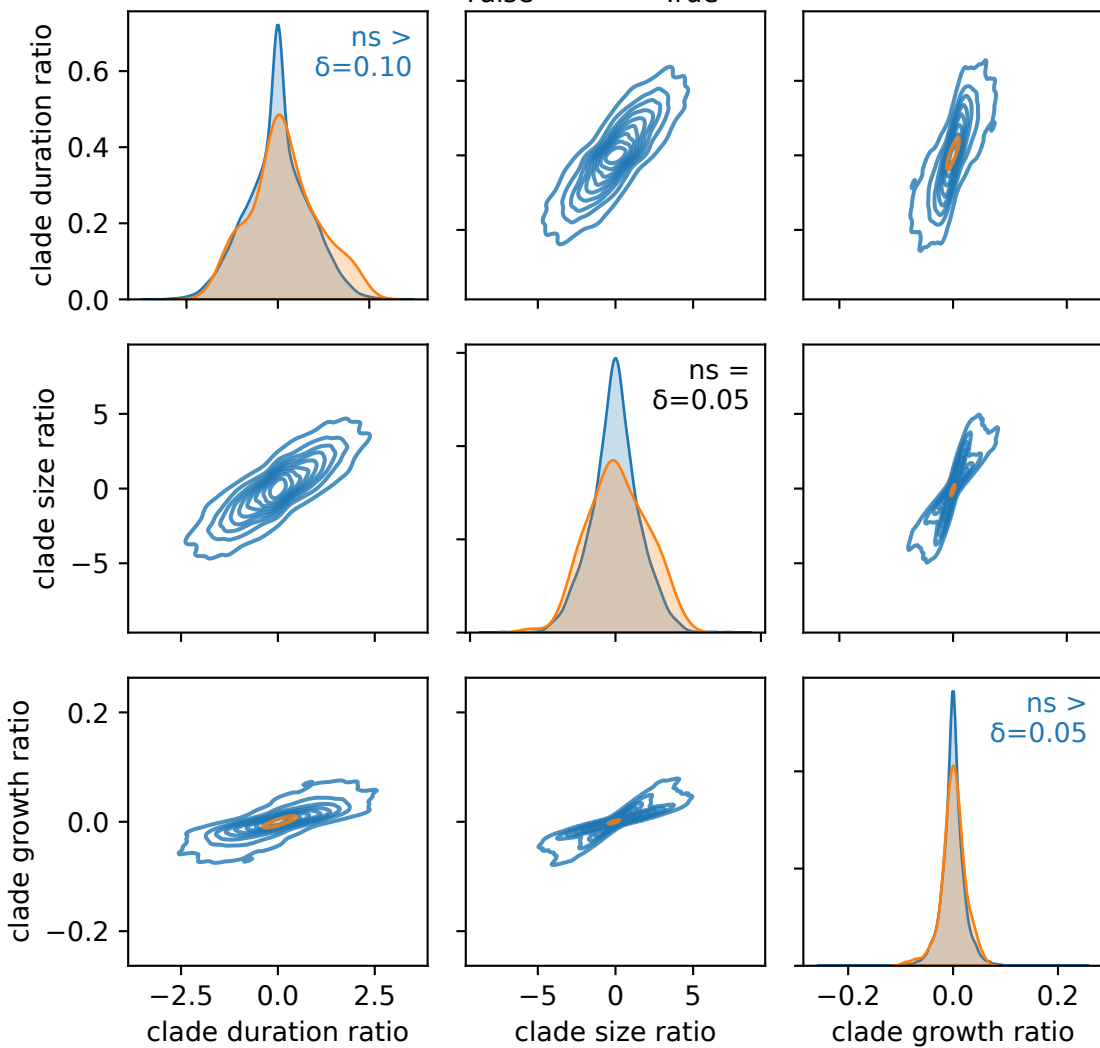 clade duration ratio
0.6
0.4
0.2
0.0
ns >
δ=0.10
clade size ratio
5
0
−5
ns =
δ=0.05
clade growth ratio
0.2
0.0
−0.2
ns >
δ=0.05
−2.5 0.0 2.5
−5 0 5
−0.2 0.0 0.2
clade duration ratio
clade size ratio
clade growth ratio